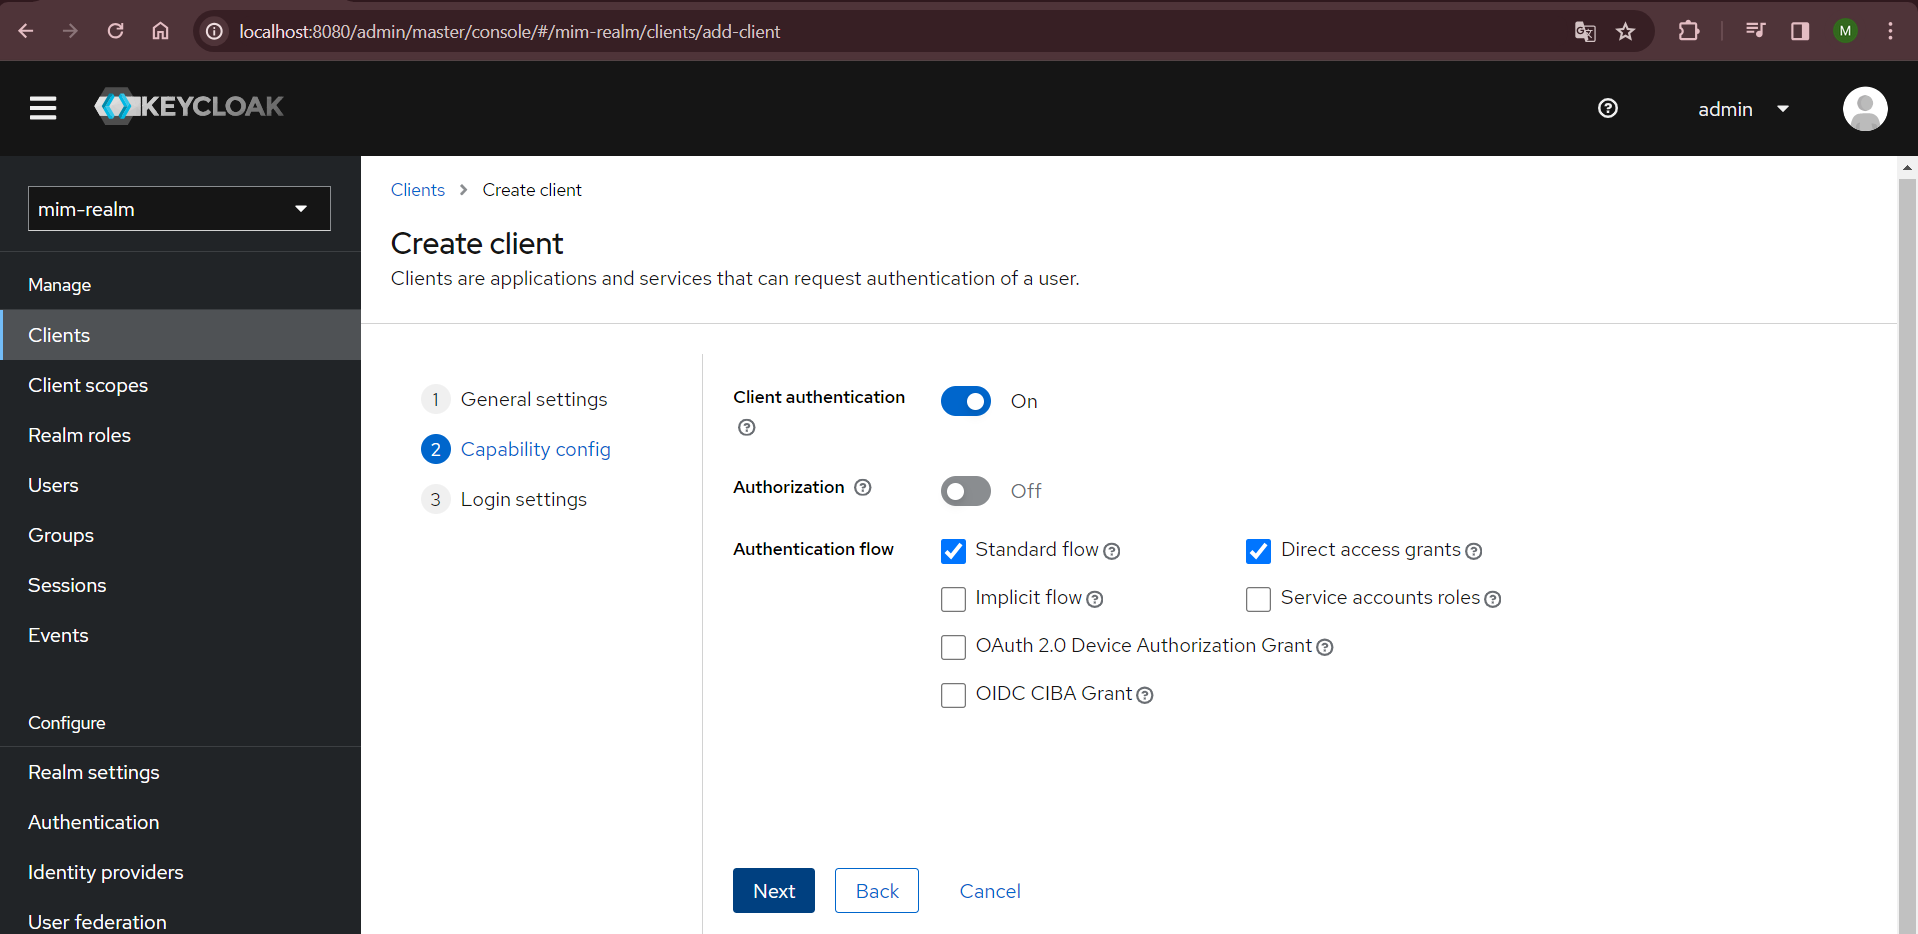 localhost:8080/admin/master/console/#/mim-realm/clients/add-client
M
KEYCLOAK
admin
mim-realm
Manage
Clients
Client scopes
Realm roles
Users
Groups
Sessions
Events
Configure
Realm settings
Authentication
Identity providers
User federation
Clients > Create client
Create client
Clients are applications and services that can request authentication of a user.
1 General settings
2 Capability config
3 Login settings
Client authentication
On
Authorization
Off
Authentication flow
Standard flow
Direct access grants
Implicit flow
Service accounts roles
OAuth 2.0 Device Authorization Grant
OIDC CIBA Grant
Next Back Cancel